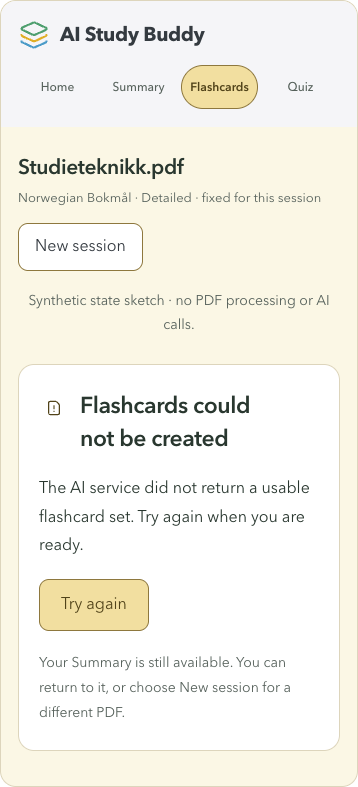 AI Study Buddy
Home Summary Flashcards Quiz
Studieteknikk.pdf
Norwegian Bokmål · Detailed · fixed for this session
New session
Synthetic state sketch · no PDF processing or AI
calls.
Flashcards could
not be created
The AI service did not return a usable
flashcard set. Try again when you are
ready.
Try again
Your Summary is still available. You can
return to it, or choose New session for a
different PDF.